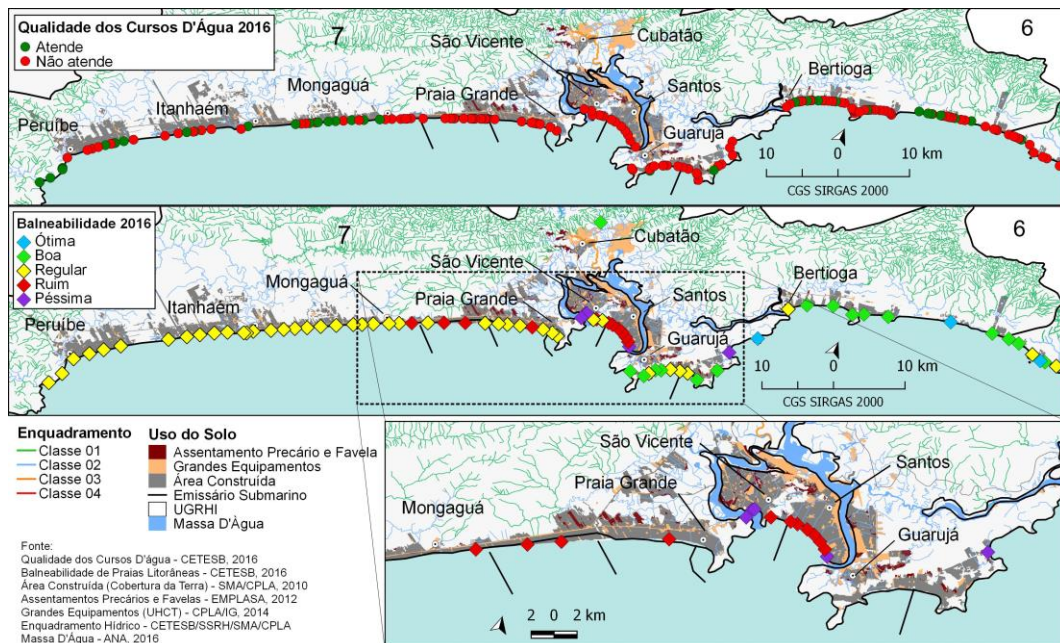 Qualidade dos Cursos D'Água 2016
Atende
Não atende
7
6
Cubatão
São Vicente
Santos
Bertioga
Mongaguá
Praia Grande
Itanhaém
Peruíbe
Guarujá
10 0 10 km
CGS SIRGAS 2000
Balneabilidade 2016
Ótima
Boa
Regular
Ruim
Péssima
7
6
Cubatão
São Vicente
Santos
Bertioga
Mongaguá
Praia Grande
Itanhaém
Peruíbe
Guarujá
10 0 10 km
CGS SIRGAS 2000
Enquadramento
Classe 01
Classe 02
Classe 03
Classe 04
Uso do Solo
Assentamento Precário e Favela
Grandes Equipamentos
Área Construída
Emissário Submarino
UGRHI
Massa D'Àgua
Fonte:
Qualidade dos Cursos D'água - CETESB, 2016
Balneabilidade de Praias Litorâneas - CETESB, 2016
Área Construída (Cobertura da Terra) - SMA/CPLA, 2010
Assentamentos Precários e Favelas - EMPLASA, 2012
Grandes Equipamentos (UHCT) - CPLA/IG, 2014
Enquadramento Hídrico - CETESB/SSRH/SMA/CPLA
Massa D'Água - ANA, 2016
São Vicente
Santos
Praia Grande
Mongaguá
Guarujá
2 0 2 km